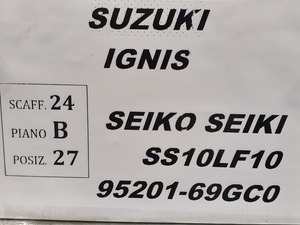 SUZUKI
IGNIS
SCAFF. 24
PIANO B
POSIZ. 27
SEIKO SEIKI
SS10LF10
95201-69GC0